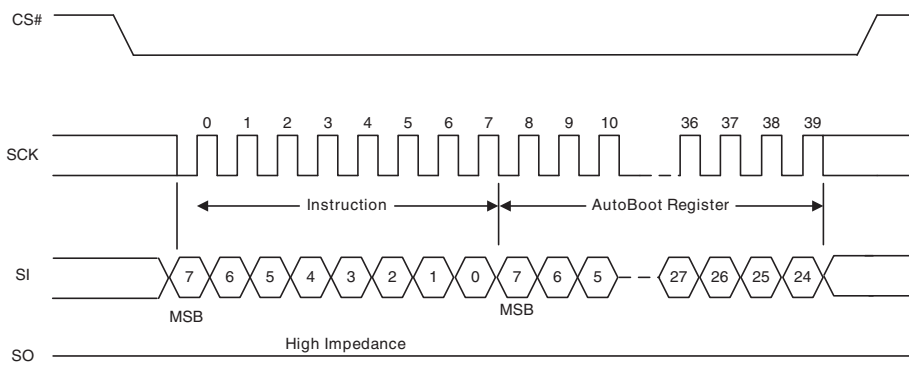 CS#
0 1 2 3 4 5 6 7 8 9 10 36 37 38 39
SCK
Instruction AutoBoot Register
SI 7 6 5 4 3 2 1 0 7 6 5 27 26 25 24
MSB MSB
High Impedance
SO